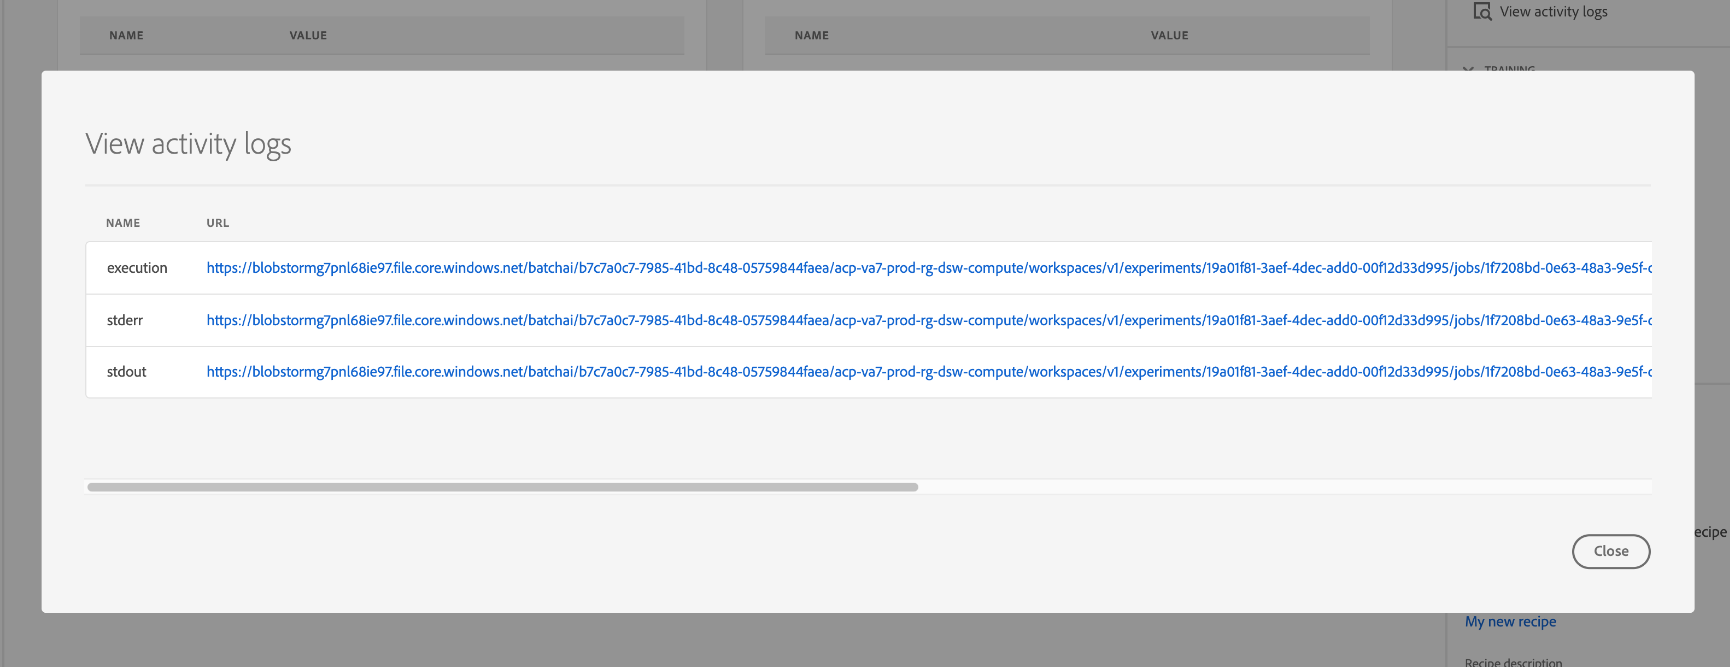 NAME VALUE NAME VALUE
View activity logs
TRAINING
View activity logs
NAME URL
execution https://blobstormg7pnl68ie97.file.core.windows.net/batchai/b7c7a0c7-7985-41bd-8c48-05759844faea/acp-va7-prod-rg-dsw-compute/workspaces/v1/experiments/19a01f81-3aef-4dec-add0-00f12d33d995/jobs/1f7208bd-0e63-48a3-9e5f-c
stderr https://blobstormg7pnl68ie97.file.core.windows.net/batchai/b7c7a0c7-7985-41bd-8c48-05759844faea/acp-va7-prod-rg-dsw-compute/workspaces/v1/experiments/19a01f81-3aef-4dec-add0-00f12d33d995/jobs/1f7208bd-0e63-48a3-9e5f-c
stdout https://blobstormg7pnl68ie97.file.core.windows.net/batchai/b7c7a0c7-7985-41bd-8c48-05759844faea/acp-va7-prod-rg-dsw-compute/workspaces/v1/experiments/19a01f81-3aef-4dec-add0-00f12d33d995/jobs/1f7208bd-0e63-48a3-9e5f-c
ecipe
Close
My new recipe
Recipe description